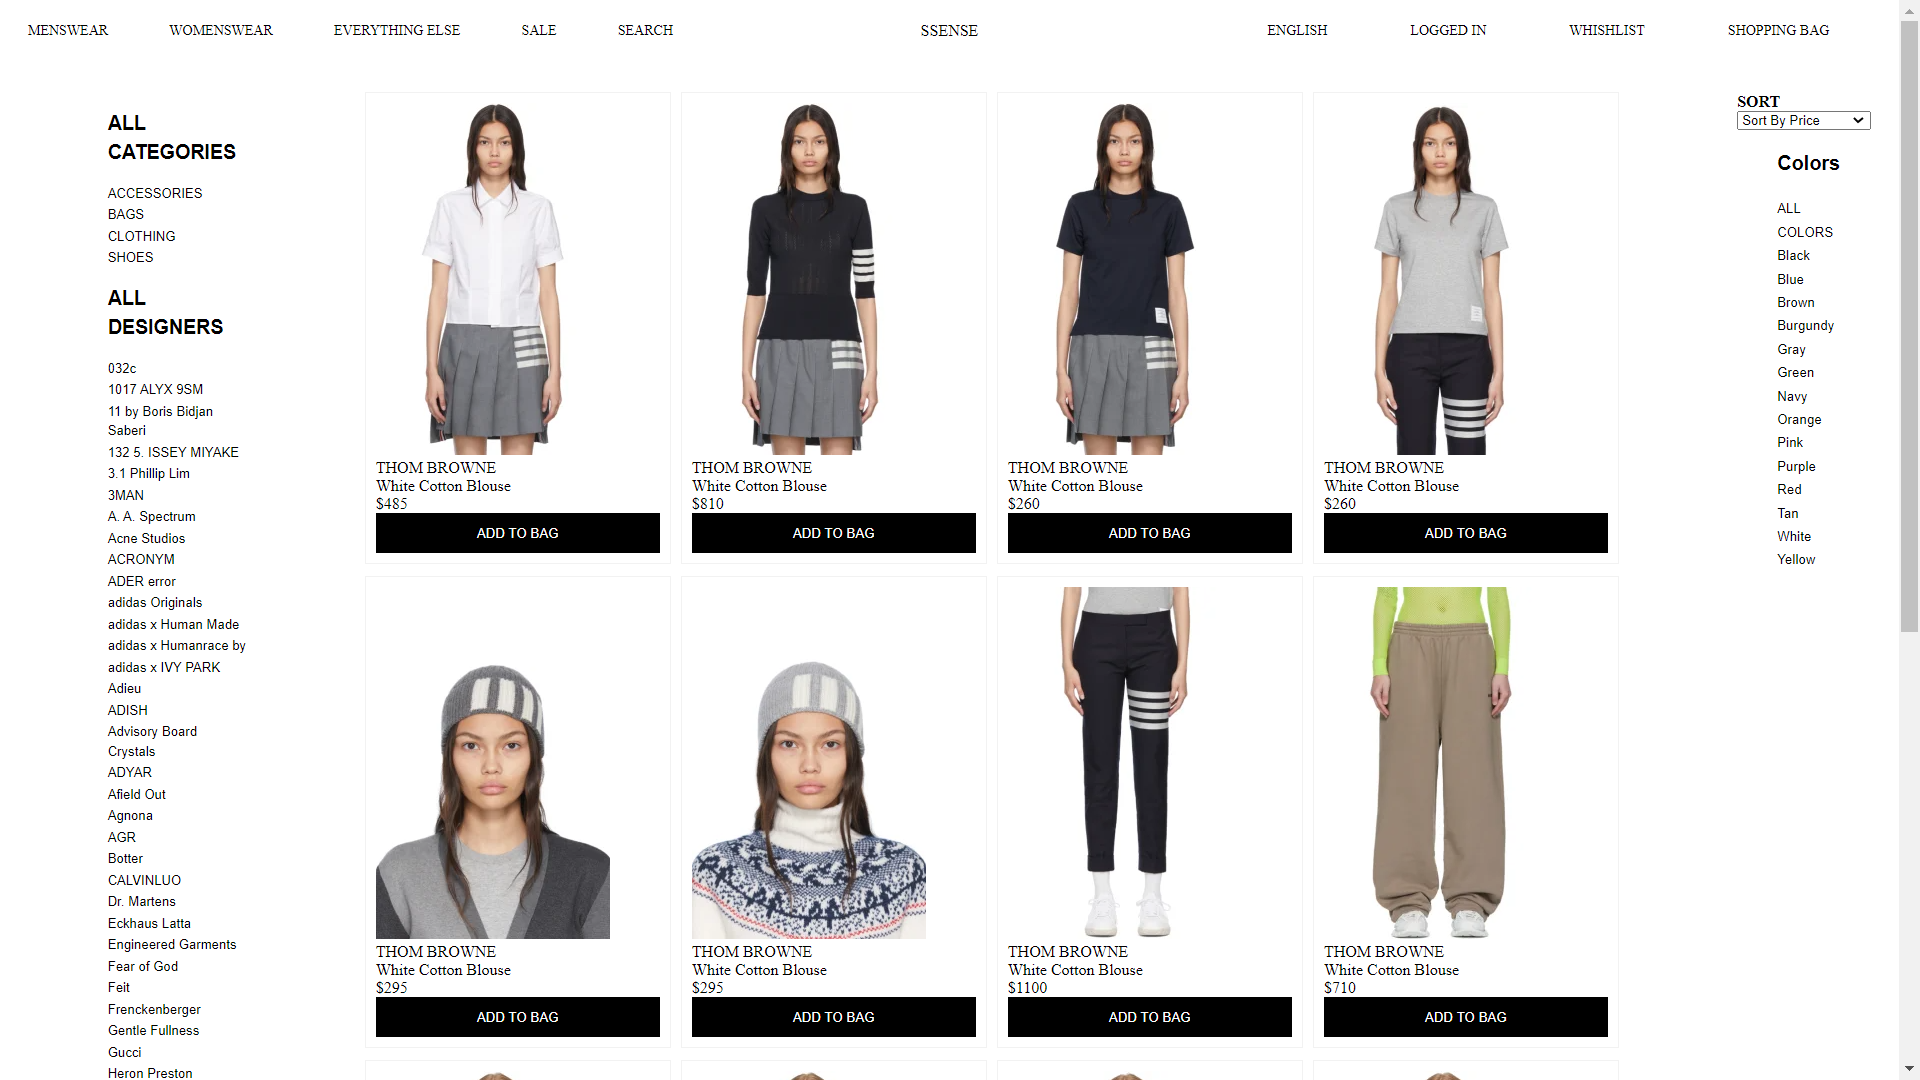 MENSWEAR
WOMENSWEAR
EVERYTHING ELSE
SALE
SEARCH
SSENSE
ENGLISH
LOGGED IN
WHISHLIST
SHOPPING BAG
ALL
CATEGORIES
ACCESSORIES
BAGS
CLOTHING
SHOES
ALL
DESIGNERS
032c
1017 ALYX 9SM
11 by Boris Bidjan
Saberi
132 5. ISSEY MIYAKE
3.1 Phillip Lim
3MAN
A. A. Spectrum
Acne Studios
ACRONYM
ADER error
adidas Originals
adidas x Human Made
adidas x Humanrace by
adidas x IVY PARK
Adieu
ADISH
Advisory Board
Crystals
ADYAR
Afield Out
Agnona
AGR
Botter
CALVINLUO
Dr. Martens
Eckhaus Latta
Engineered Garments
Fear of God
Feit
Frenckenberger
Gentle Fullness
Gucci
Heron Preston
THOM BROWNE
White Cotton Blouse
$485
ADD TO BAG
THOM BROWNE
White Cotton Blouse
$810
ADD TO BAG
THOM BROWNE
White Cotton Blouse
$260
ADD TO BAG
THOM BROWNE
White Cotton Blouse
$260
ADD TO BAG
THOM BROWNE
White Cotton Blouse
$295
ADD TO BAG
THOM BROWNE
White Cotton Blouse
$295
ADD TO BAG
THOM BROWNE
White Cotton Blouse
$1100
ADD TO BAG
THOM BROWNE
White Cotton Blouse
$710
ADD TO BAG
SORT
Sort By Price
Colors
ALL
COLORS
Black
Blue
Brown
Burgundy
Gray
Green
Navy
Orange
Pink
Purple
Red
Tan
White
Yellow